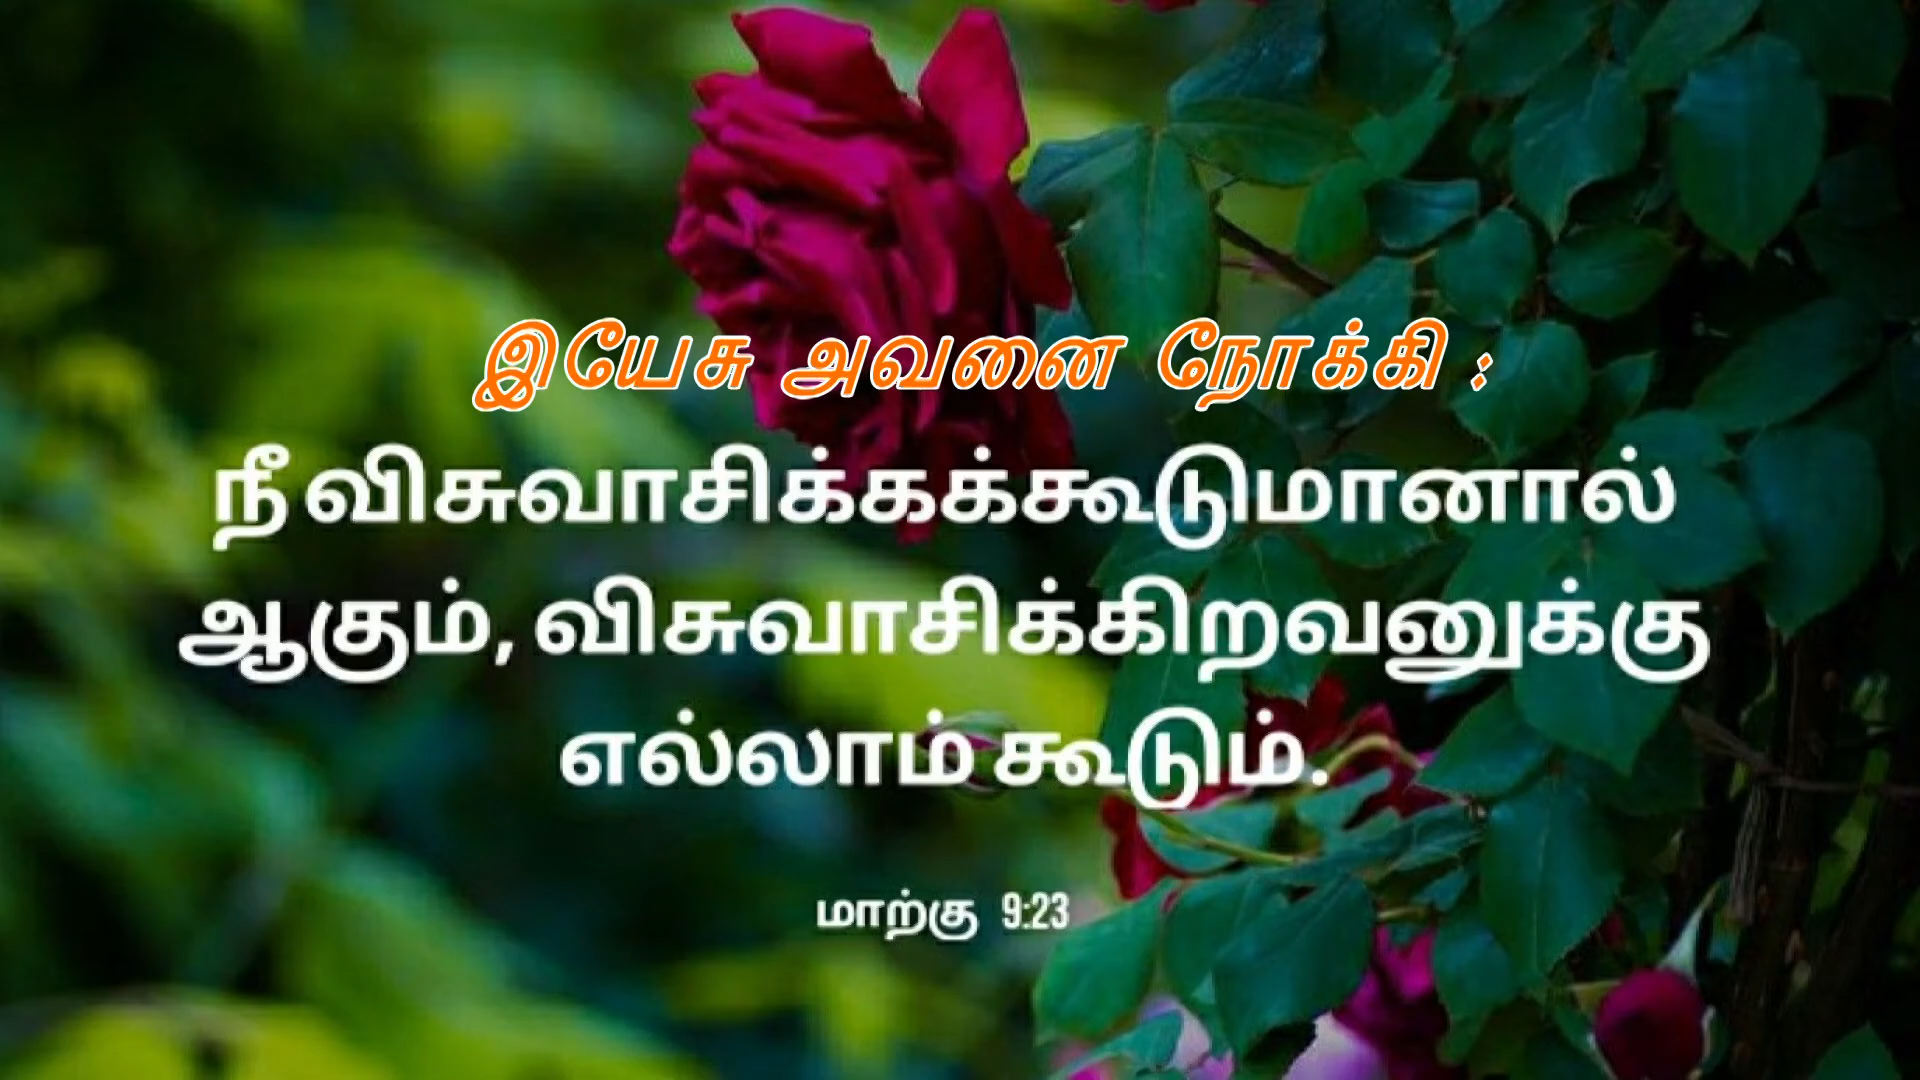 இயேசு அவனை நோக்கி :
நீ விசுவாசிக்கக்கூடுமானால்
ஆகும், விசுவாசிக்கிறவனுக்கு
எல்லாம் கூடும்.
மாற்கு 9:23